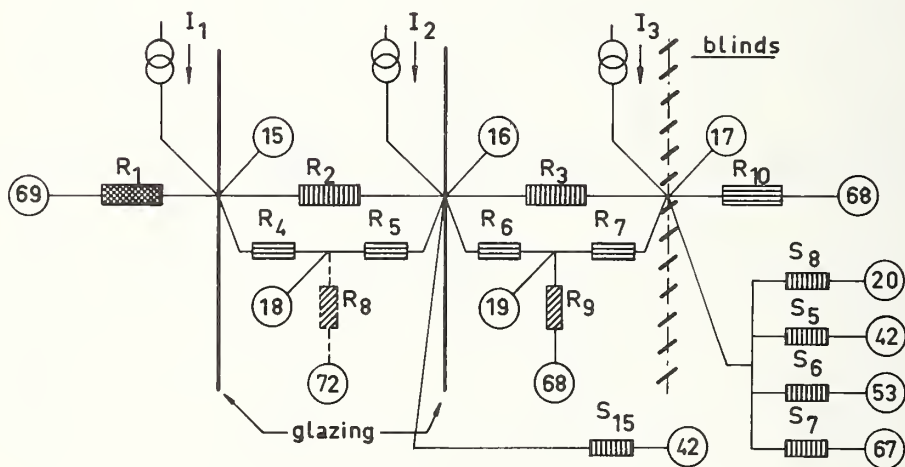 I1 I2 I3
blinds
15 16 17
69 R1 R2 R3 R10 68
R4 R5 R6 R7
18 R8 19 R9
72 68
S8 20
S5 42
S6 53
S7 67
glazing S15 42